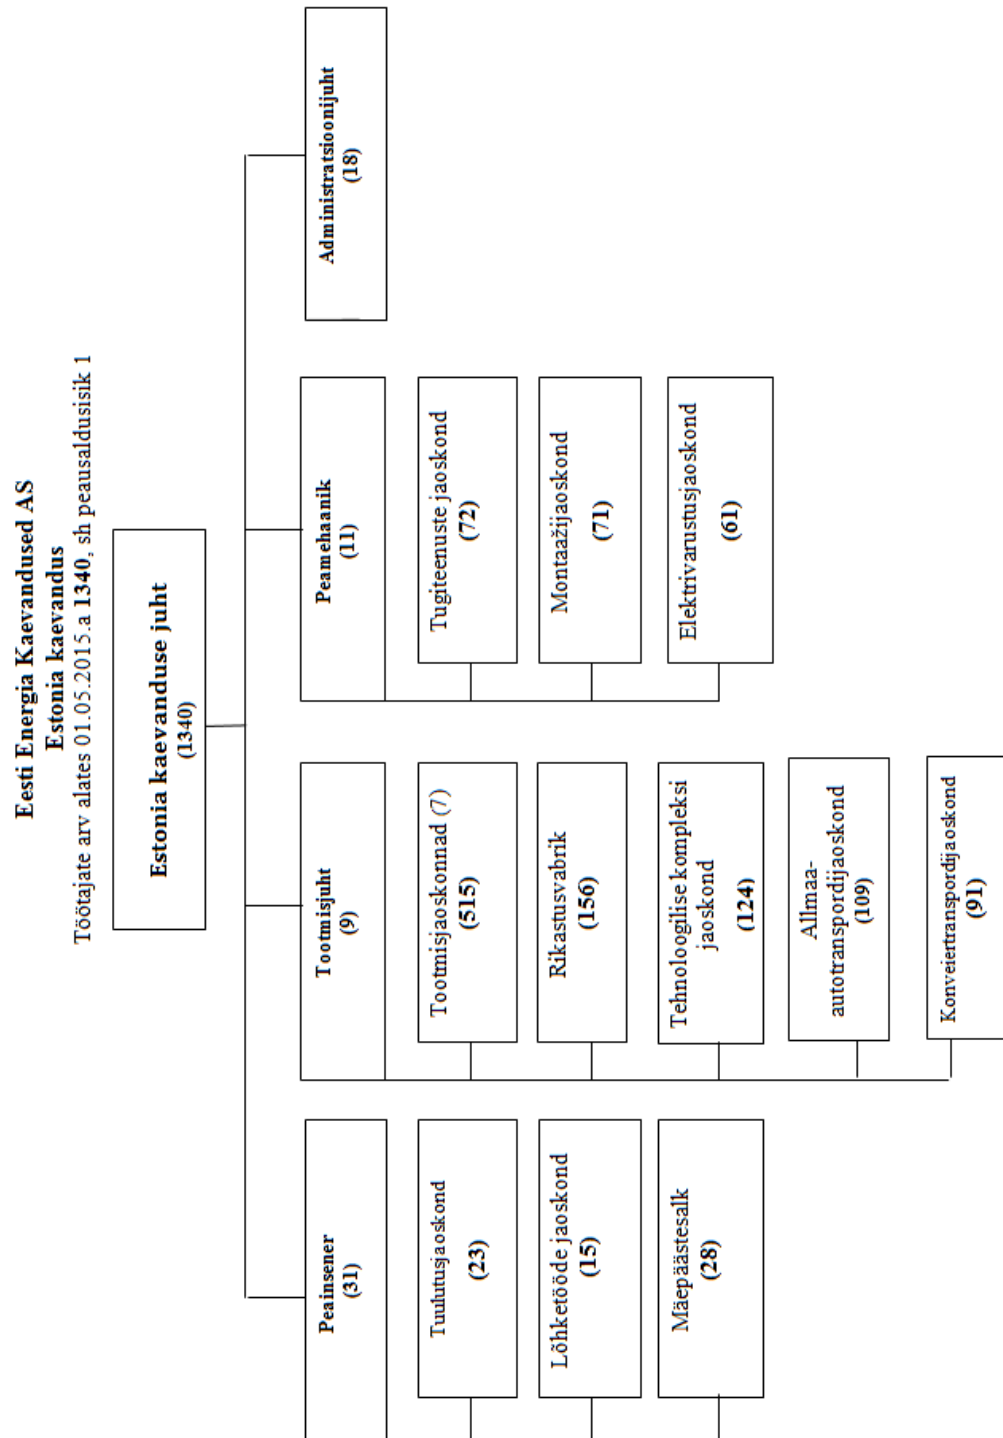 Eesti Energia Kaevandused AS
Estonia kaevandus
Töötajate arv alates 01.05.2015.a 1340, sh peausaldusisik 1
Estonia kaevanduse juht
(1340)
Peainsener
(31)
Tuulutusjaoskond
(23)
Lõhketööde jaoskond
(15)
Mäepäästesalk
(28)
Tootmisjuht
(9)
Tootmisjaoskonnad (7)
(515)
Rikastusvabrik
(156)
Tehnoloogilise kompleksi
jaoskond
(124)
Allmaa-
autotranspordijaoskond
(109)
Konveiertranspordijaoskond
(91)
Peamehaanik
(11)
Tugiteenuste jaoskond
(72)
Montaažijaoskond
(71)
Elektrivarustusjaoskond
(61)
Administratsioonijuht
(18)